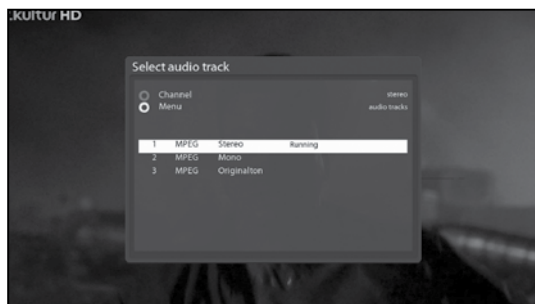 .kultur HD
Select audio track
Channel stereo
Menu audio tracks
1 MPEG Stereo Running
2 MPEG Mono
3 MPEG Originalton